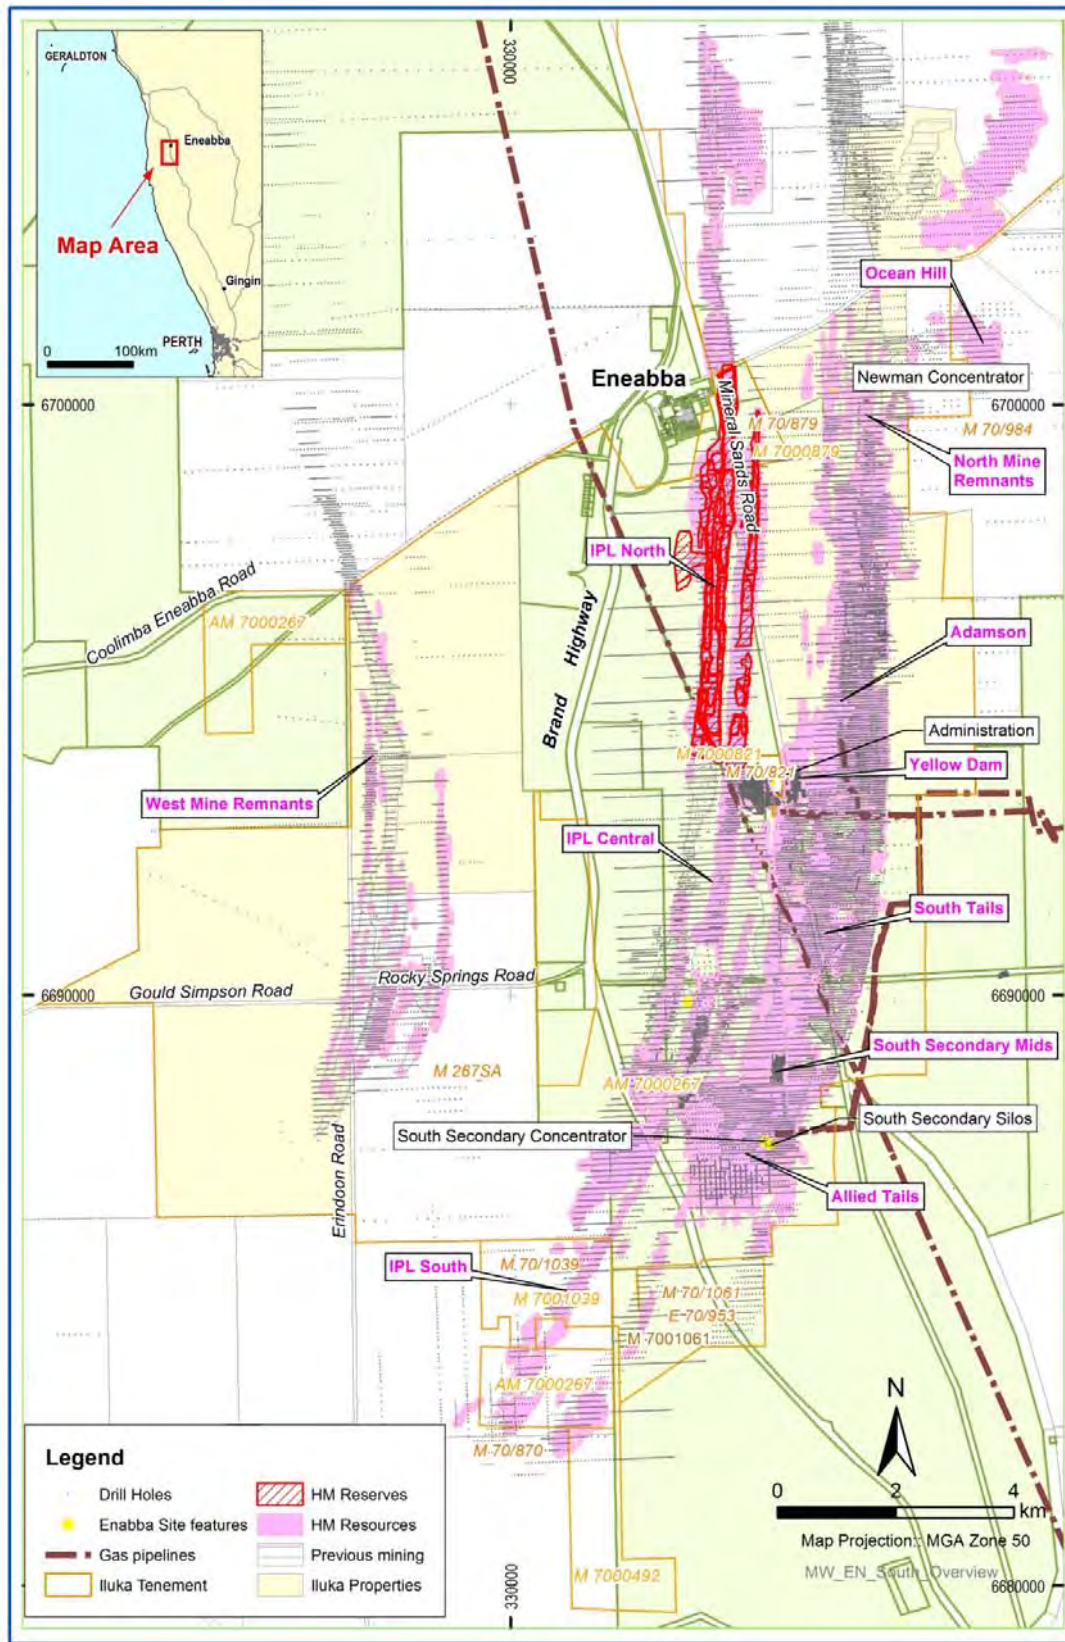 GERALDTON
Eneabba
Map Area
Gingin
PERTH
0 100km
330000
Ocean Hill
Newman Concentrator
Eneabba
Mineral Sands Road
6700000
6700000
M 70/879
M 7000879
M 70/984
North Mine
Remnants
IPL North
Coolimba Eneabba Road
AM 7000267
Brand Highway
Adamson
Administration
M 7000821
M 70/821
Yellow Dam
West Mine Remnants
IPL Central
South Tails
Rocky Springs Road
Gould Simpson Road
6690000
6690000
South Secondary Mids
M 267SA
AM 7000267
South Secondary Silos
South Secondary Concentrator
Erindoon Road
Allied Tails
IPL South
M 70/1039
M 7001039
M 70/1061
E 70/953
M 7001061
AM 7000267
M 70/870
N
Legend
Drill Holes
HM Reserves
Enabba Site features
HM Resources
Gas pipelines
Previous mining
Iluka Tenement
Iluka Properties
0 2 4
km
Map Projection:: MGA Zone 50
MW_EN_South_Overview
M 7000492
6680000
330000